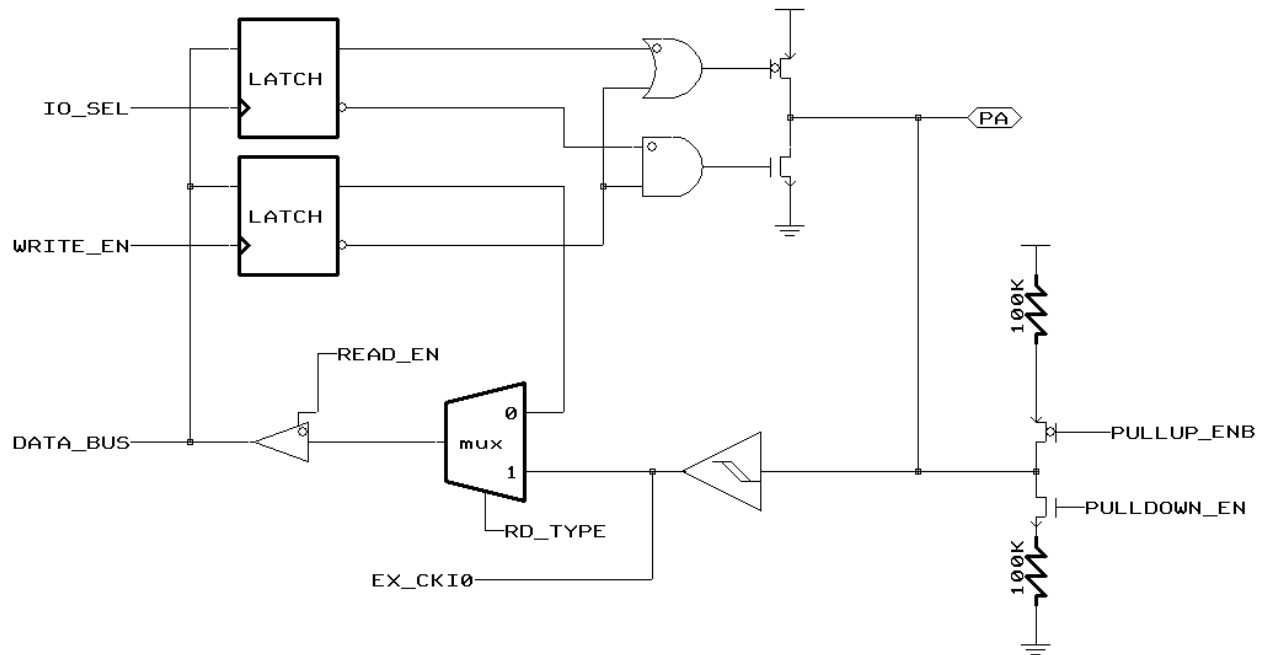 LATCH
IO_SEL
PA
LATCH
WRITE_EN
100K
READ_EN
0
DATA_BUS
mux
PULLUP_ENB
1
PULLDOWN_EN
RD_TYPE
100K
EX_CKI0